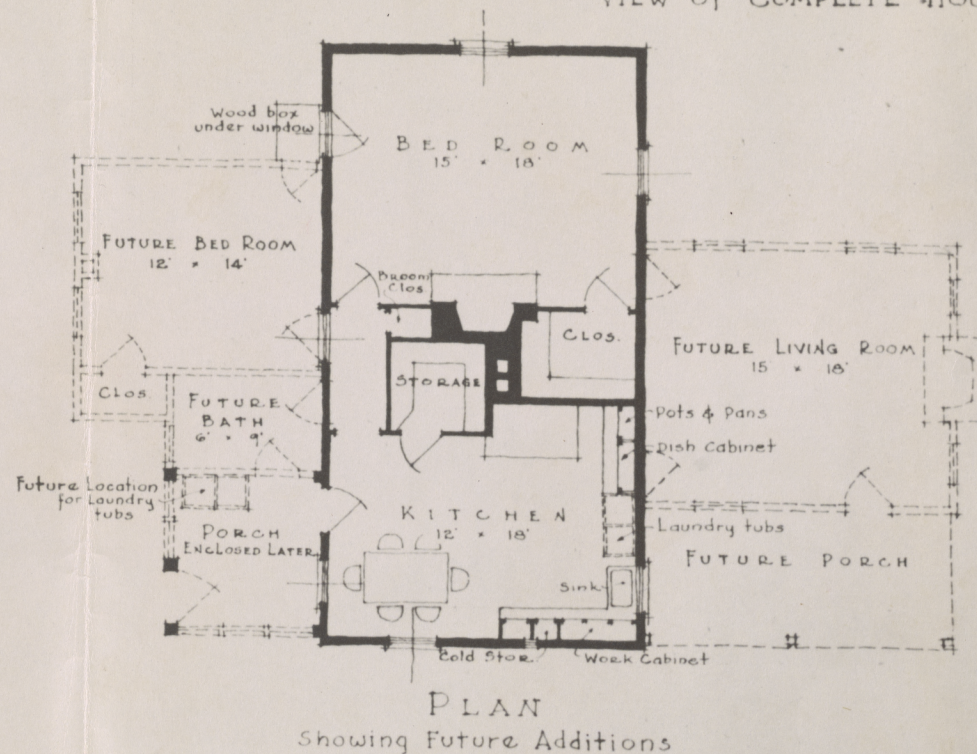 VIEW OF COMPLETE
Wood box
under window
BED ROOM
15' × 18'
FUTURE BED ROOM
12' × 14'
BROOM
CLOS
CLOS.
FUTURE LIVING ROOM
15' × 18'
STORAGE
CLOS.
FUTURE
BATH
6' × 9'
Pots & Pans
Dish Cabinet
Future Location
for Laundry
tubs
KITCHEN
12' × 18'
Laundry tubs
PORCH
ENCLOSED LATER
FUTURE PORCH
Sink
Cold Stor.
Work Cabinet
PLAN
Showing Future Additions